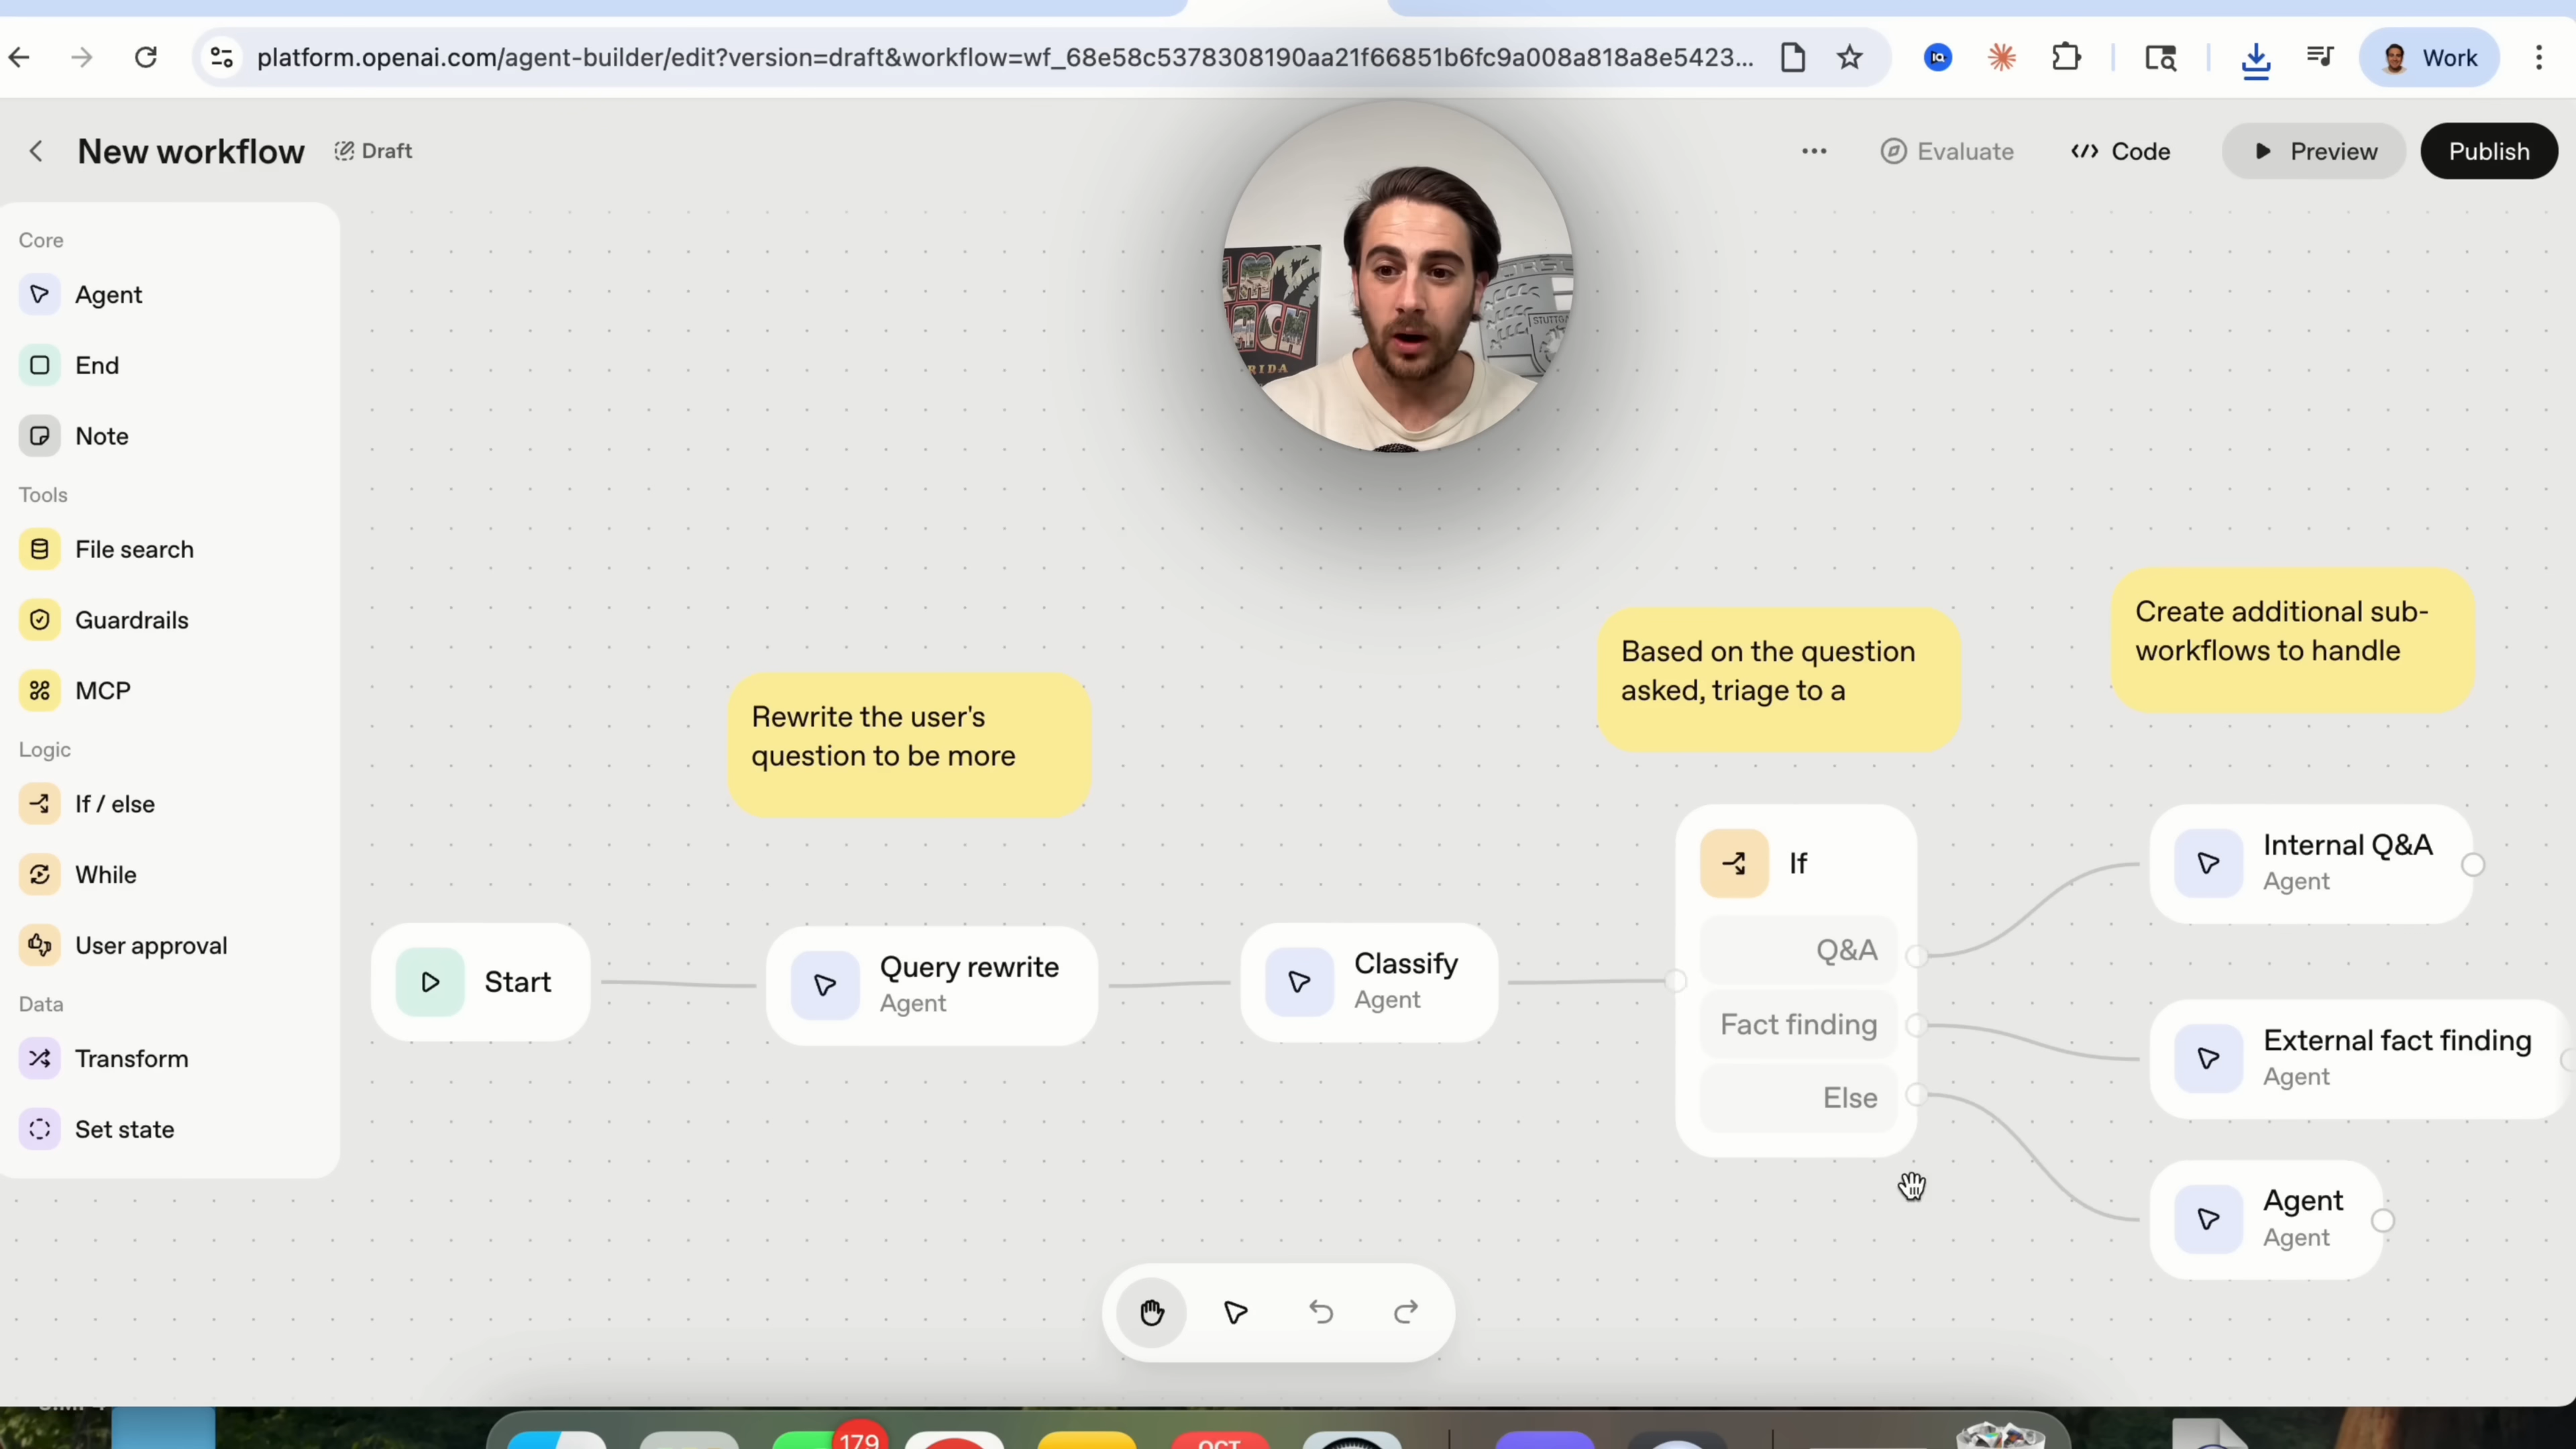 platform.openai.com/agent-builder/edit?version=draft&workflow=wf_68e58c5378308190aa21f66851b6fc9a008a818a8e5423...
Work
New workflow
Draft
Evaluate
Code
Preview
Publish
Core
Agent
End
Note
Tools
File search
Guardrails
MCP
Logic
If / else
While
User approval
Data
Transform
Set state
RIDA
Rewrite the user's
question to be more
Based on the question
asked, triage to a
Create additional sub-
workflows to handle
Start
Query rewrite
Agent
Classify
Agent
If
Q&A
Fact finding
Else
Internal Q&A
Agent
External fact finding
Agent
Agent
Agent
179
OCT